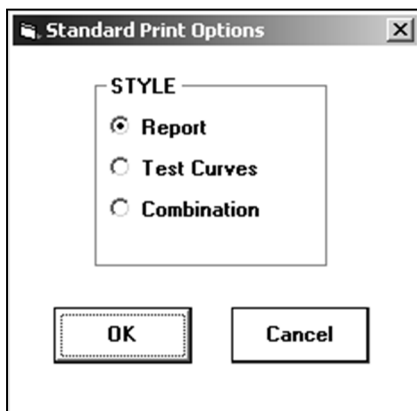 Standard Print Options
STYLE
Report
Test Curves
Combination
OK
Cancel